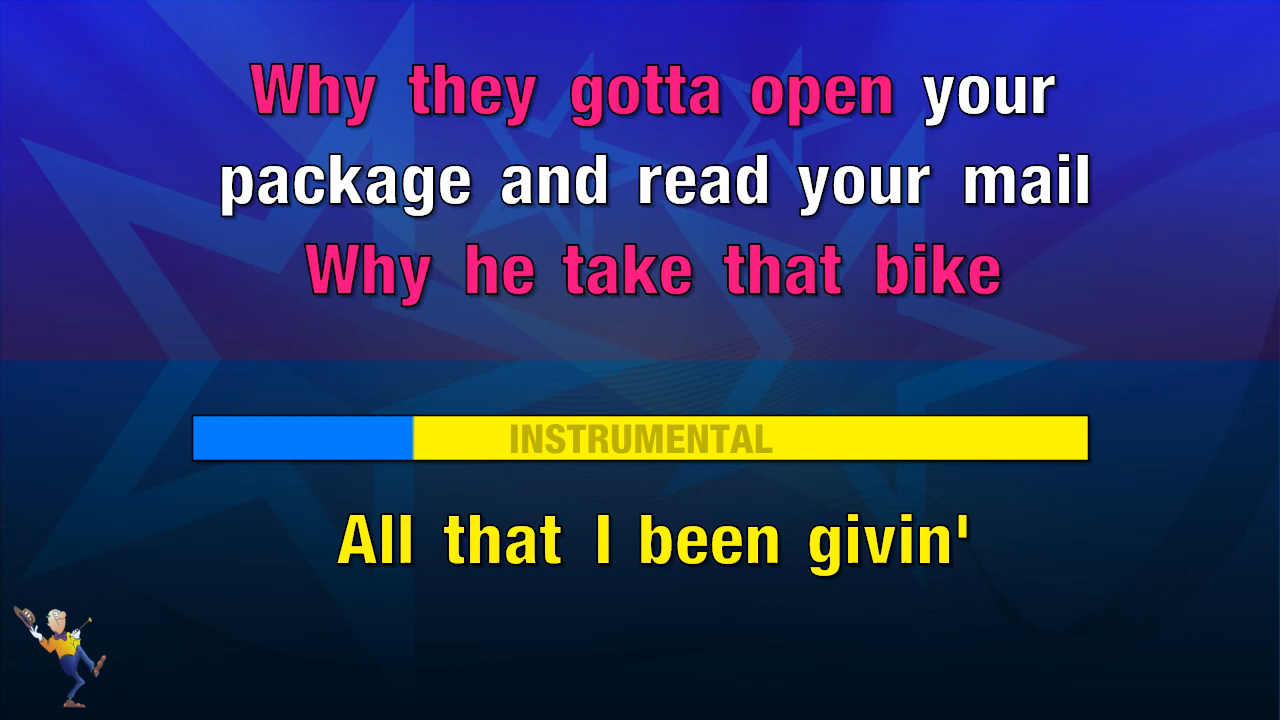 Why they gotta open your
package and read your mail
Why he take that bike
INSTRUMENTAL
All that I been givin'